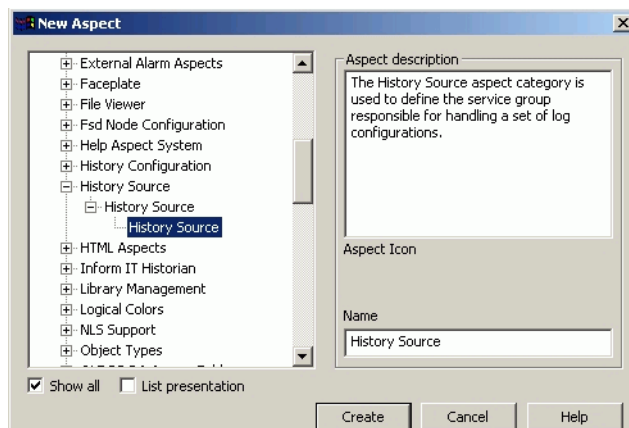 New Aspect
External Alarm Aspects
Faceplate
File Viewer
Fsd Node Configuration
Help Aspect System
History Configuration
History Source
History Source
History Source
HTML Aspects
Inform IT Historian
Library Management
Logical Colors
NLS Support
Object Types
Show all
List presentation
Aspect description
The History Source aspect category is
used to define the service group
responsible for handling a set of log
configurations.
Aspect Icon
Name
History Source
Create
Cancel
Help